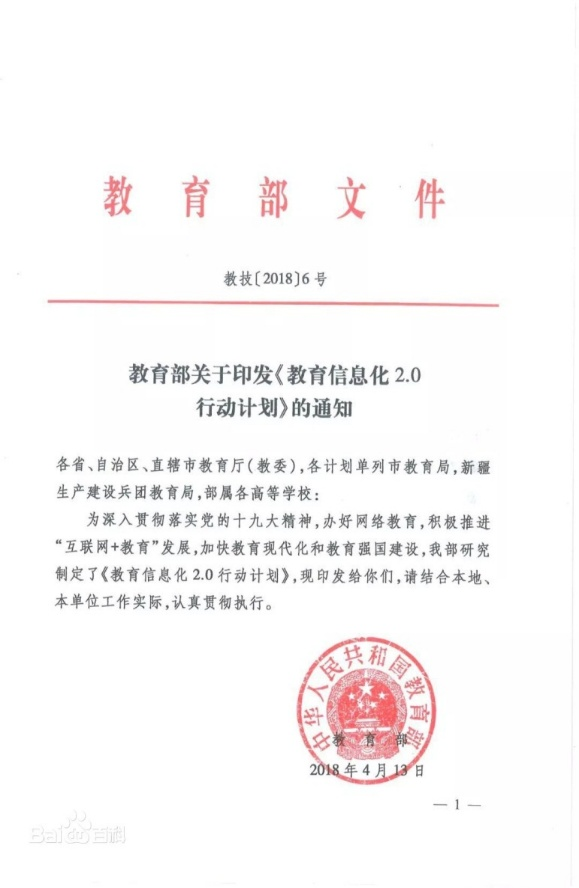 教育部文件
教技〔2018〕6号
教育部关于印发《教育信息化2.0
行动计划》的通知
各省、自治区、直辖市教育厅(教委),各计划单列市教育局,新疆
生产建设兵团教育局,部属各高等学校:
为深入贯彻落实党的十九大精神,办好网络教育,积极推进
“互联网+教育”发展,加快教育现代化和教育强国建设,我部研究
制定了《教育信息化2.0行动计划》,现印发给你们,请结合本地、
本单位工作实际,认真贯彻执行。
中华人民共和国教育部
教育部
2018年4月13日
— 1 —
Bai百科